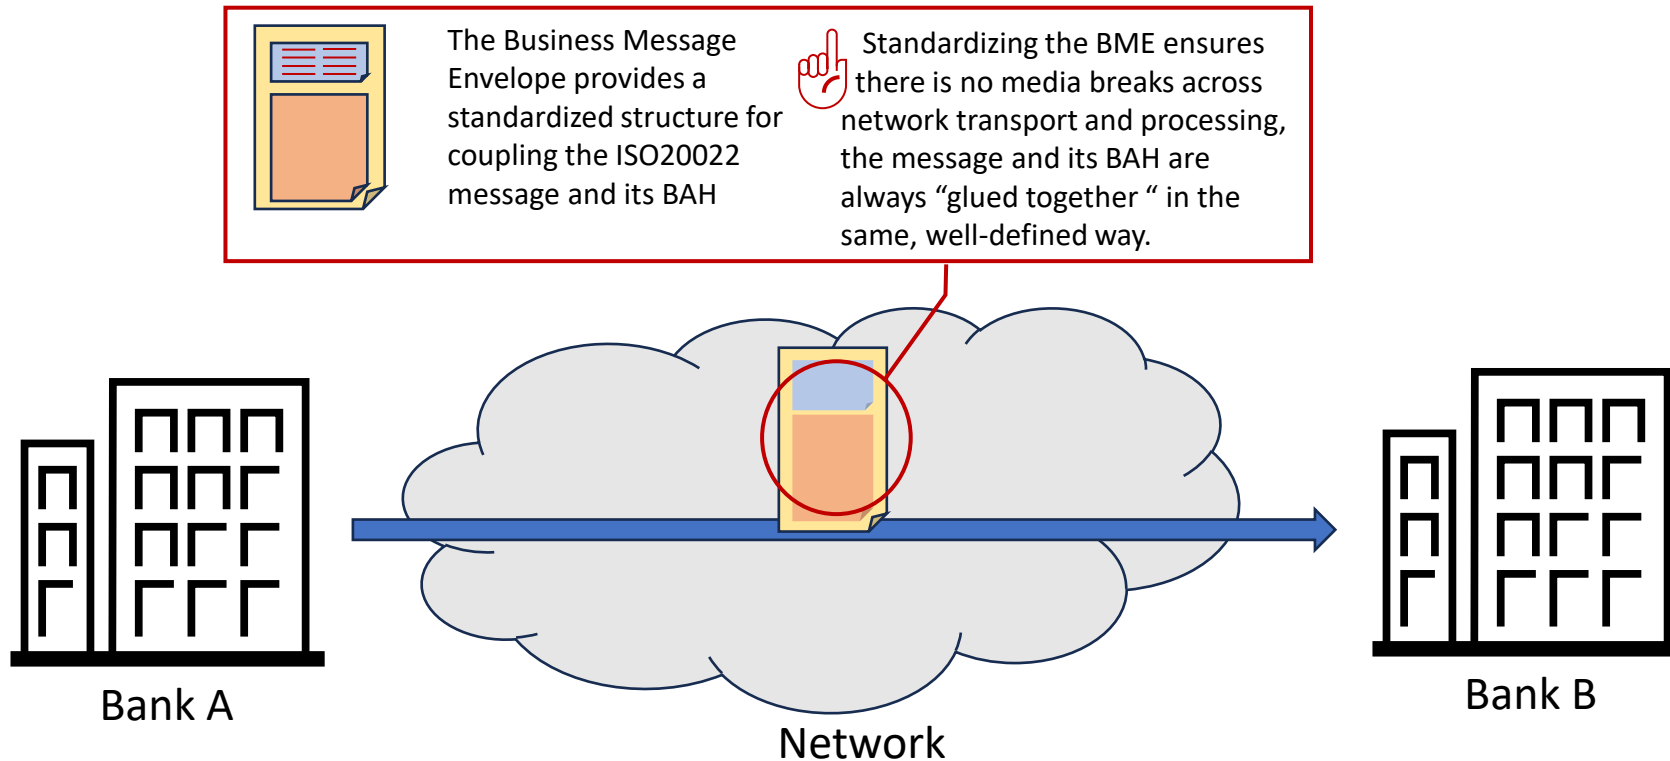 The Business Message
Envelope provides a
standardized structure for
coupling the ISO20022
message and its BAH
Standardizing the BME ensures
there is no media breaks across
network transport and processing,
the message and its BAH are
always “glued together “ in the
same, well-defined way.
Bank A
Network
Bank B